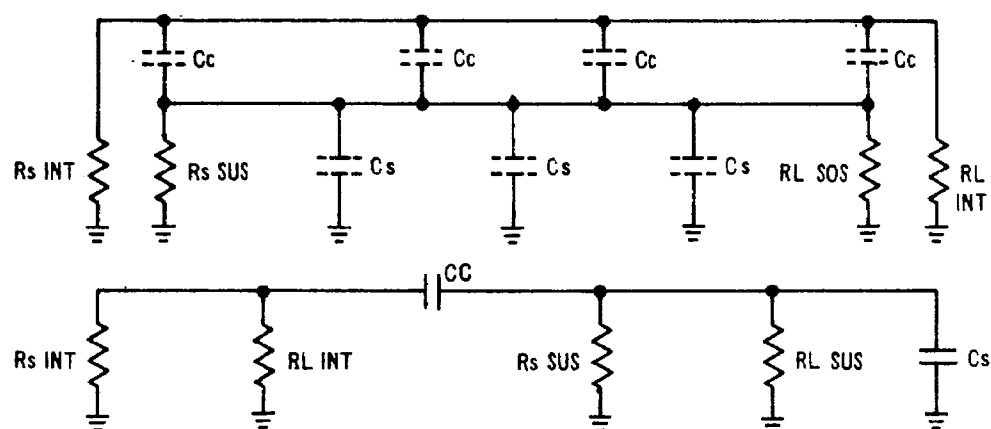 Cc Cc Cc Cc
Rs INT Rs SUS Cs Cs Cs RL SOS RL
INT
CC
Rs INT RL INT Rs SUS RL SUS Cs